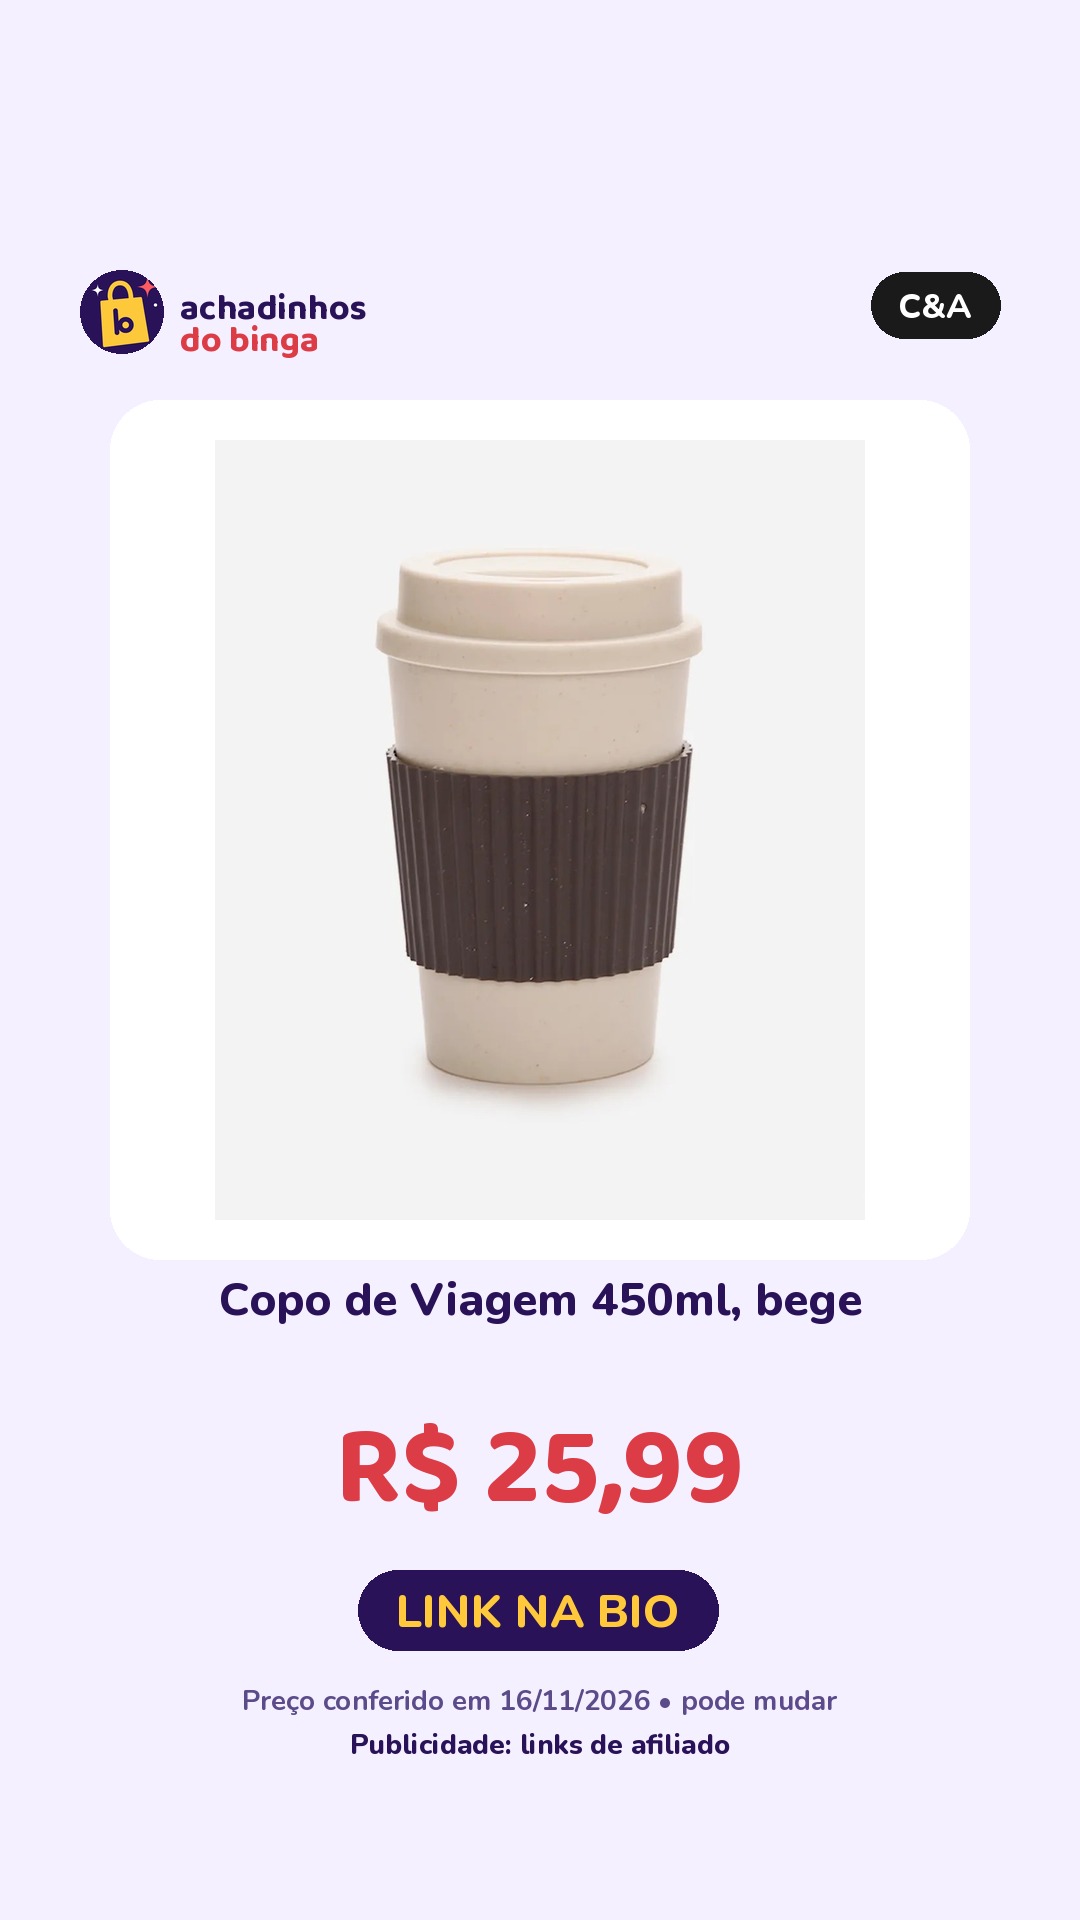 achadinhos
do binga
C&A
Copo de Viagem 450ml, bege
R$ 25,99
LINK NA BIO
Preço conferido em 16/11/2026 • pode mudar
Publicidade: links de afiliado